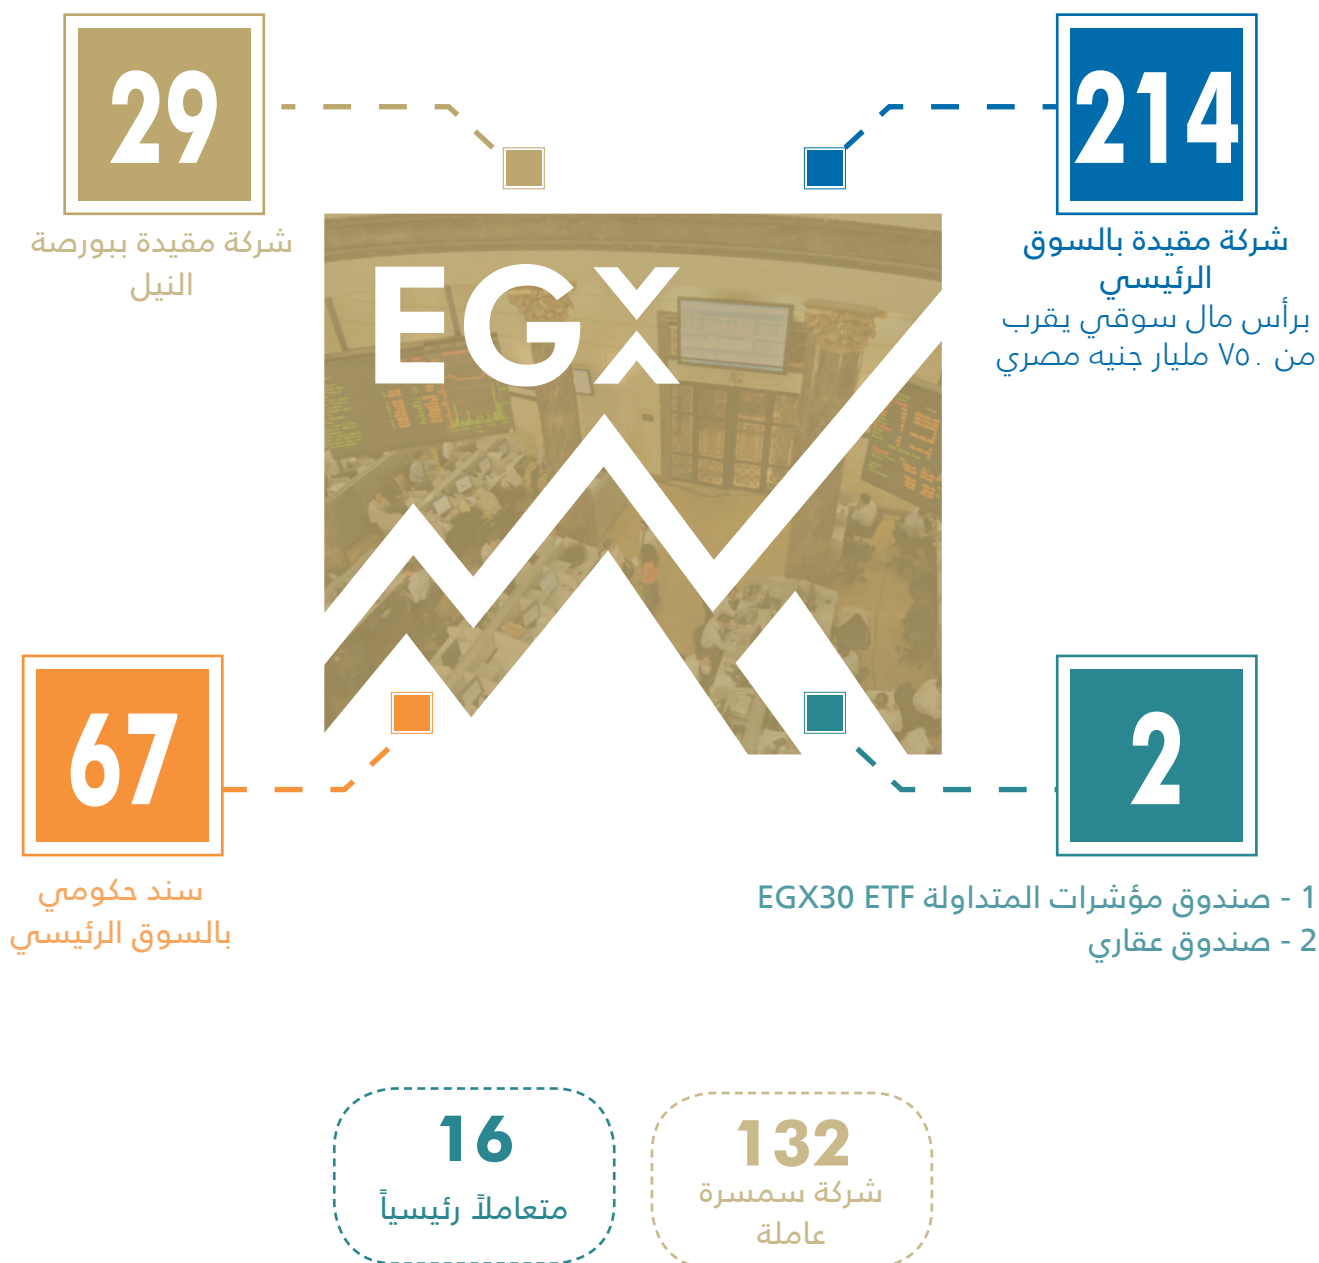 214
شركة مقيدة بالسوق
الرئيسي
برأس مال سوقي يقرب
من ٧٥٠ مليار جنيه مصري
29
شركة مقيدة ببورصة
النيل
EGX
2
1 - صندوق مؤشرات المتداولة EGX30 ETF
2 - صندوق عقاري
67
سند حكومي
بالسوق الرئيسي
132
شركة سمسرة
عاملة
16
متعاملاً رئيسياً